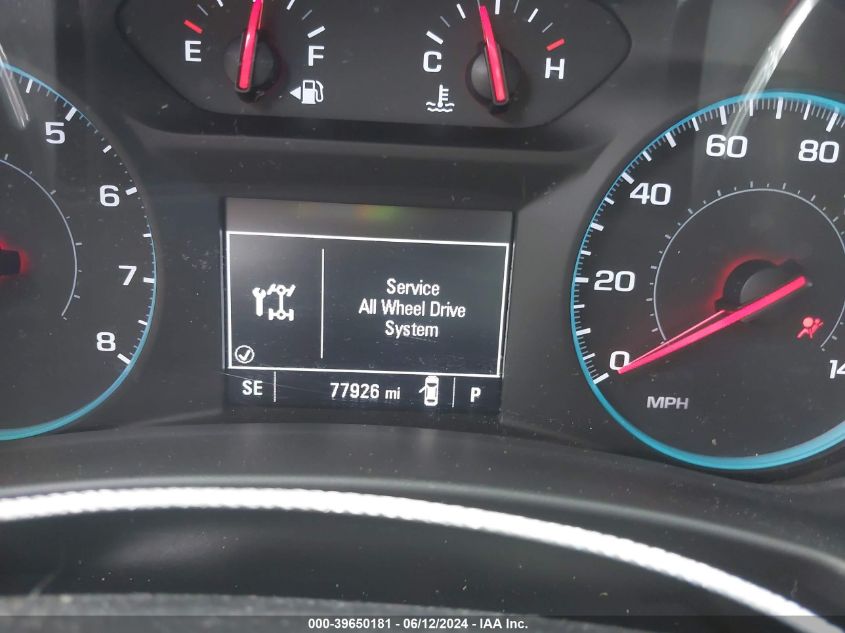 E F
C H
5
6
7
8
0
20
40
60
80
14
MPH
Service
All Wheel Drive
System
SE 77926 mi P
000-39650181 - 06/12/2024 - IAA Inc.